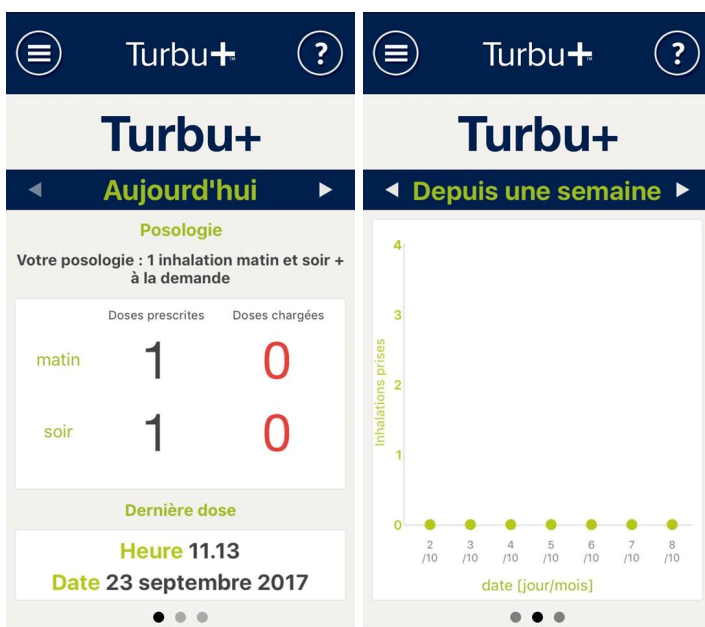 Turbu+™
?
Turbu+
Aujourd'hui
Posologie
Votre posologie : 1 inhalation matin et soir +
à la demande
Doses prescrites Doses chargées
matin 1 0
soir 1 0
Dernière dose
Heure 11.13
Date 23 septembre 2017
Turbu+™
?
Turbu+
Depuis une semaine
Inhalations prises
4
3
2
1
0
2 3 4 5 6 7 8
/10 /10 /10 /10 /10 /10 /10
date [jour/mois]